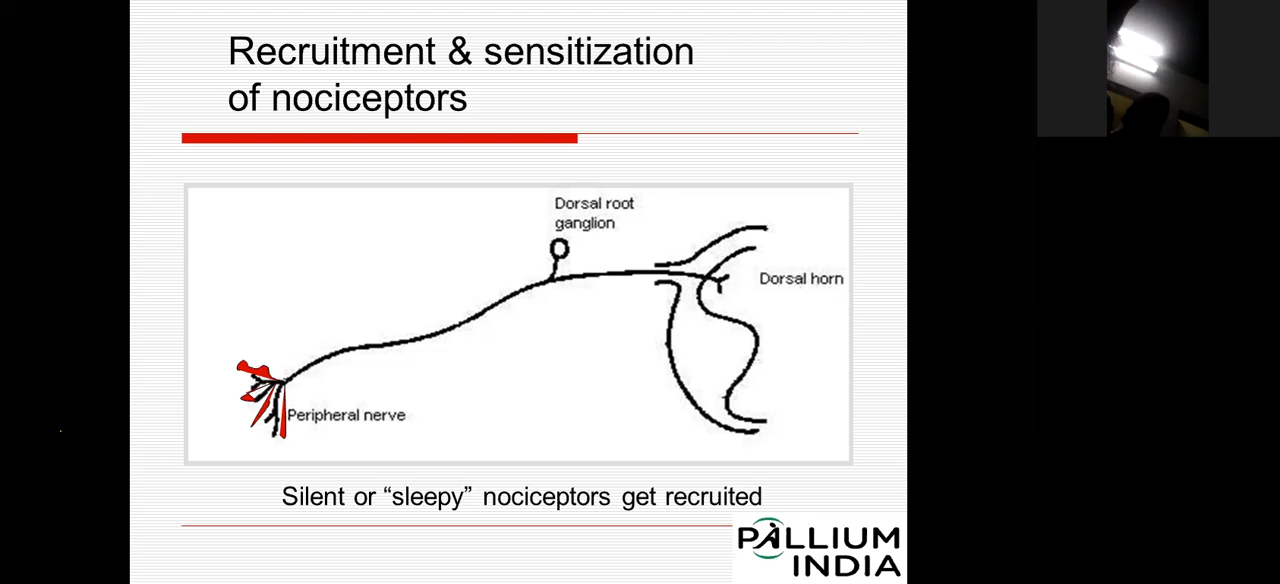 Recruitment & sensitization
of nociceptors
Dorsal root
ganglion
Dorsal horn
Peripheral nerve
Silent or “sleepy” nociceptors get recruited
PALLIUM
INDIA